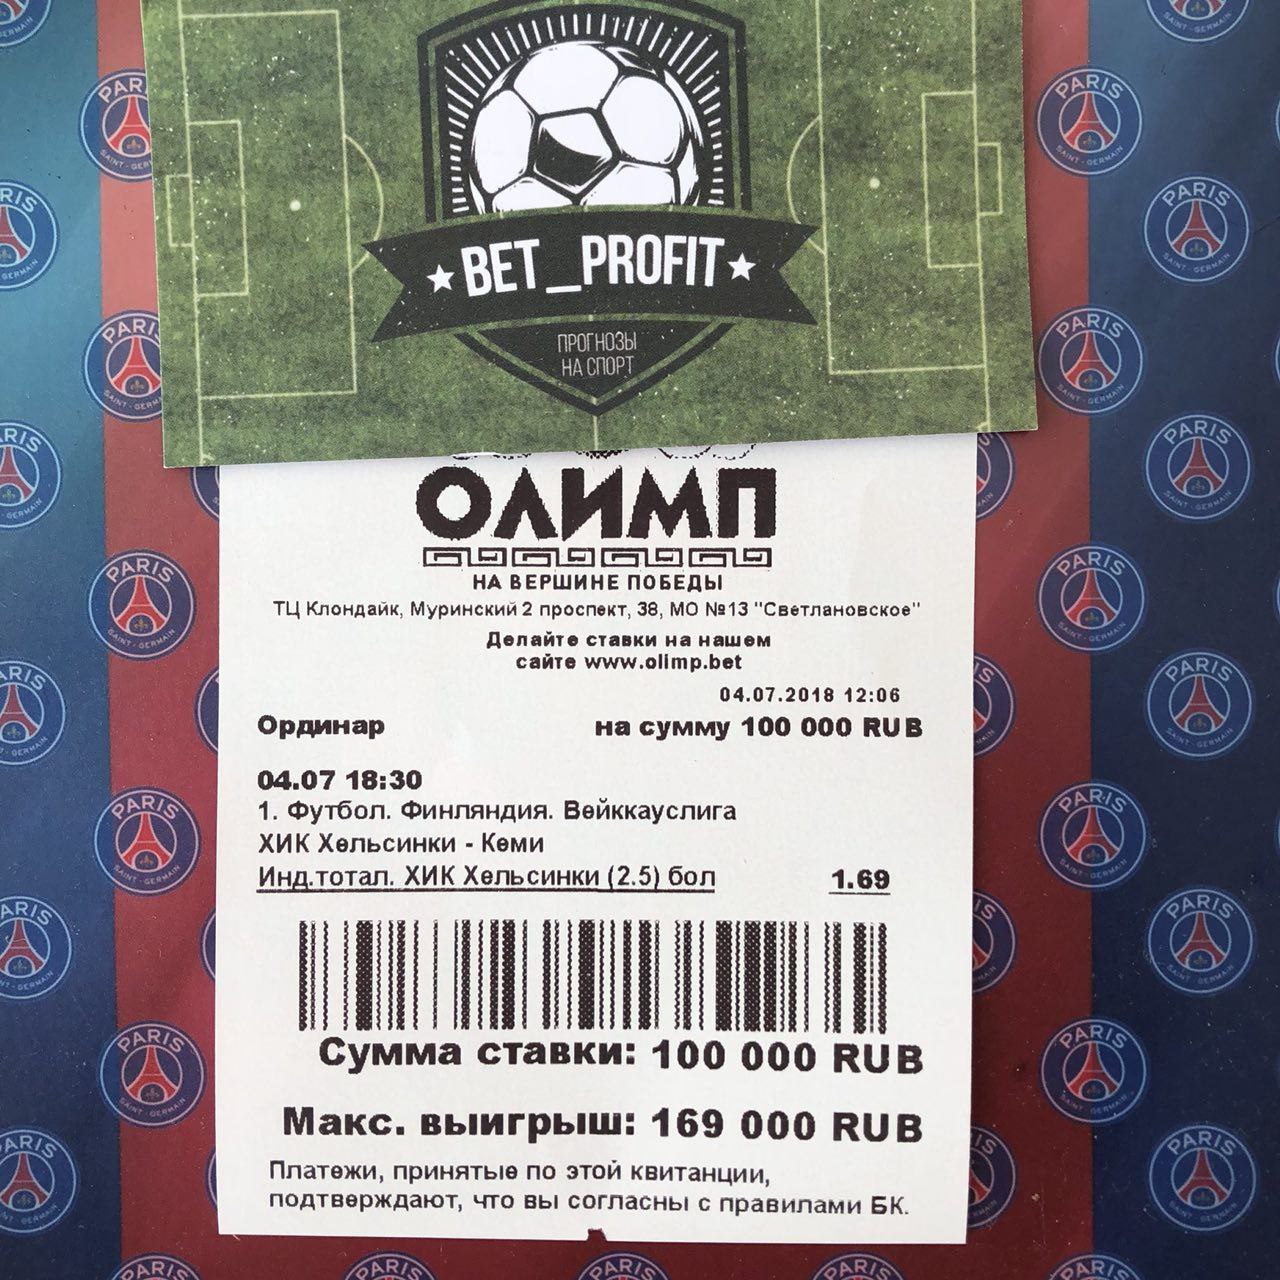 BET_PROFIT
ПРОГНОЗЫ
НА СПОРТ
ОЛИМП
НА ВЕРШИНЕ ПОБЕДЫ
ТЦ Клондайк, Муринский 2 проспект, 38, МО №13 "Светлановское"
Делайте ставки на нашем
сайте www.olimp.bet
04.07.2018 12:06
Ординар на сумму 100 000 RUB
04.07 18:30
1. Футбол. Финляндия. Вейккауслига
ХИК Хельсинки - Кеми
Инд.тотал. ХИК Хельсинки (2.5) бол 1.69
Сумма ставки: 100 000 RUB
Макс. выигрыш: 169 000 RUB
Платежи, принятые по этой квитанции,
подтверждают, что вы согласны с правилами БК.
PARIS
SAINT-GERMAIN